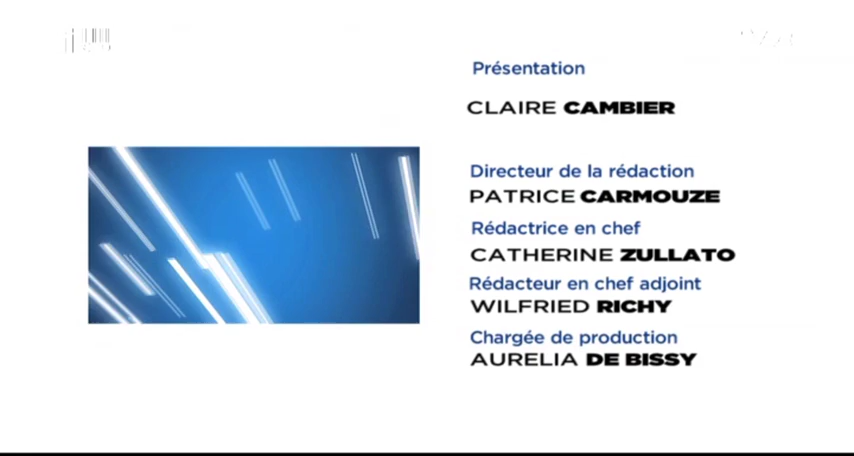 Présentation
CLAIRE CAMBIER
Directeur de la rédaction
PATRICE CARMOUZE
Rédactrice en chef
CATHERINE ZULLATO
Rédacteur en chef adjoint
WILFRIED RICHY
Chargée de production
AURELIA DE BISSY